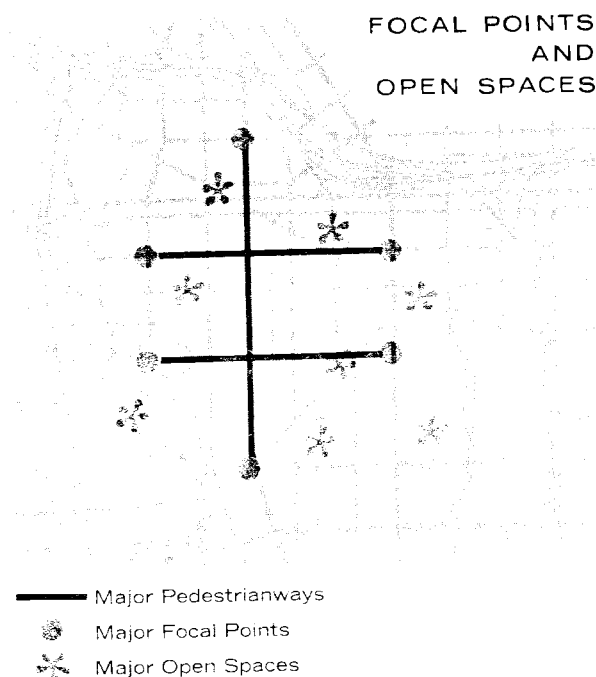 FOCAL POINTS
AND
OPEN SPACES
Major Pedestrianways
Major Focal Points
Major Open Spaces